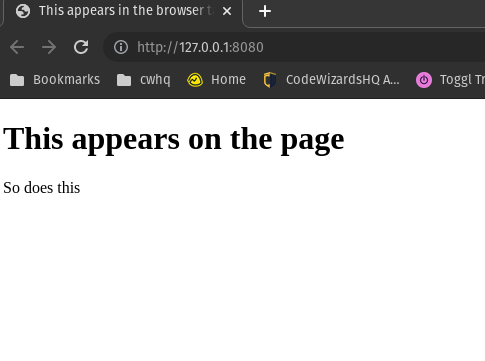 This appears in the browser
http://127.0.0.1:8080
Bookmarks cwhq Home CodeWizardsHQ A... Toggl Tr
This appears on the page
So does this